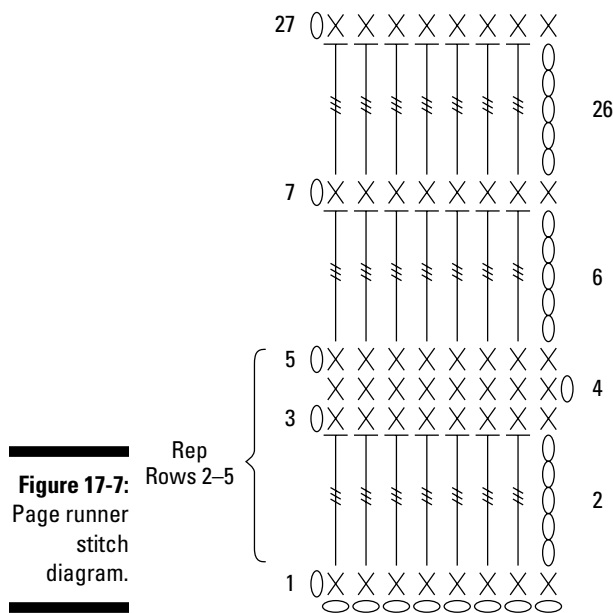 27
26
7
6
5
4
3
Rep
Rows 2–5
2
1
Figure 17-7:
Page runner
stitch
diagram.